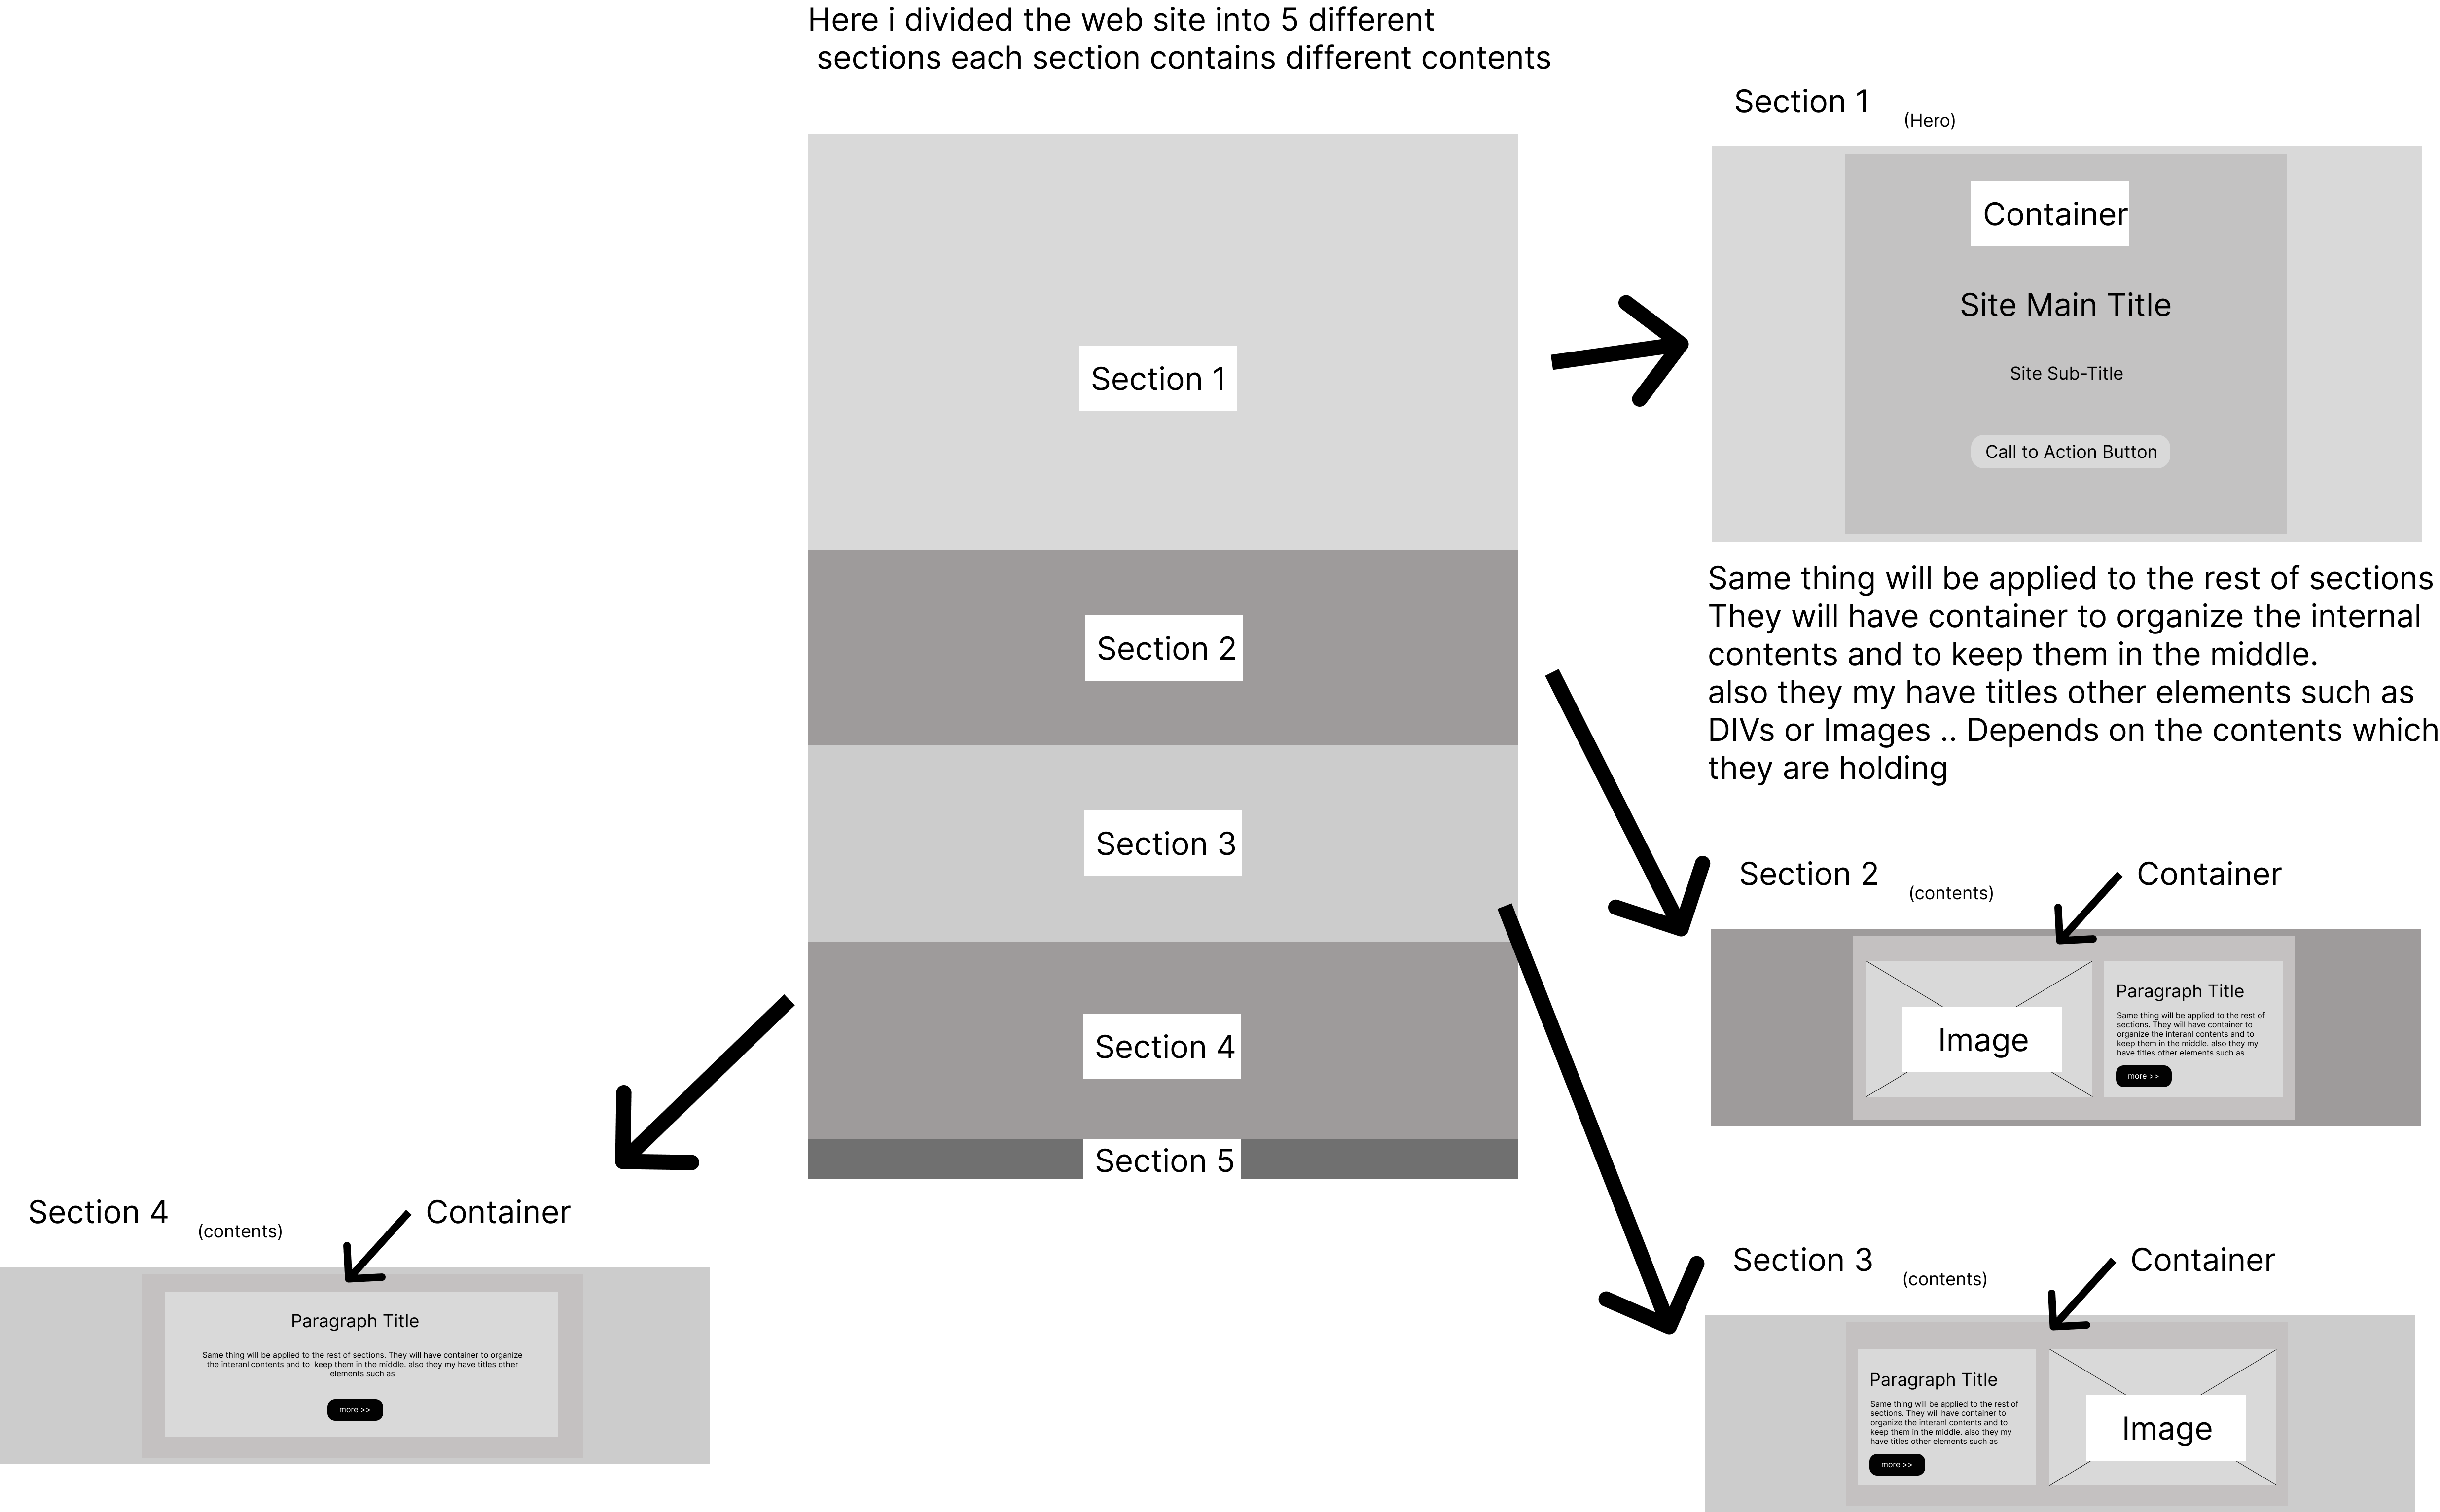 Here i divided the web site into 5 different
sections each section contains different contents
Section 1
Section 2
Section 3
Section 4
Section 5
Section 1
(Hero)
Container
Site Main Title
Site Sub-Title
Call to Action Button
Same thing will be applied to the rest of sections
They will have container to organize the internal
contents and to keep them in the middle.
also they my have titles other elements such as
DIVs or Images .. Depends on the contents which
they are holding
Section 2
(contents)
Container
Image
Paragraph Title
Same thing will be applied to the rest of
sections. They will have container to
organize the interanl contents and to
keep them in the middle. also they my
have titles other elements such as
more >>
Section 3
(contents)
Container
Paragraph Title
Same thing will be applied to the rest of
sections. They will have container to
organize the interanl contents and to
keep them in the middle. also they my
have titles other elements such as
more >>
Image
Section 4
(contents)
Container
Paragraph Title
Same thing will be applied to the rest of sections. They will have container to organize
the interanl contents and to keep them in the middle. also they my have titles other
elements such as
more >>